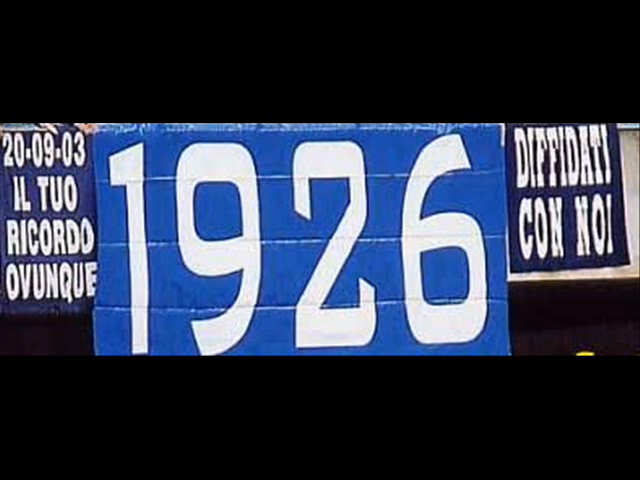 20-09-03
IL TUO
RICORDO
OVUNQUE
1926
DIFFIDATI
CON NOI